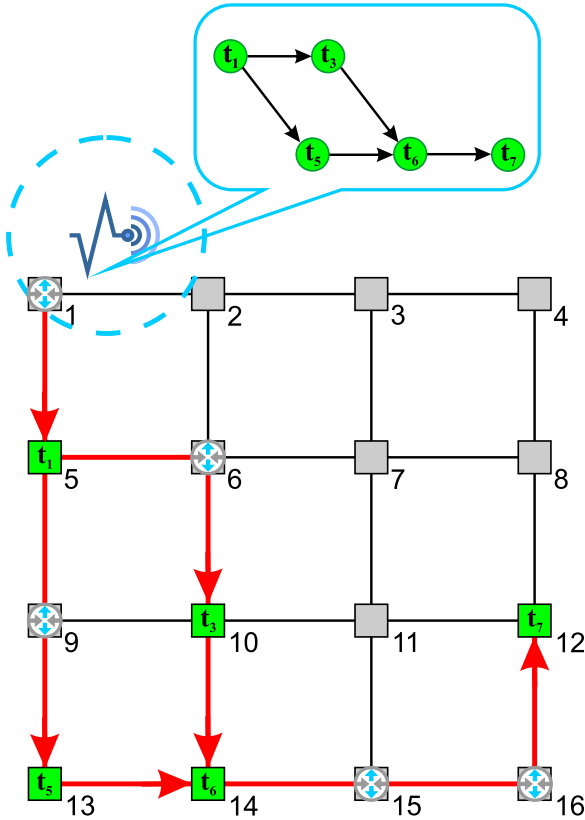 t₁ t₃
t₅ t₆ t₇
1 2 3 4
t₁
5 6 7 8
t₃ t₇
9 10 11 12
t₅ t₆
13 14 15 16